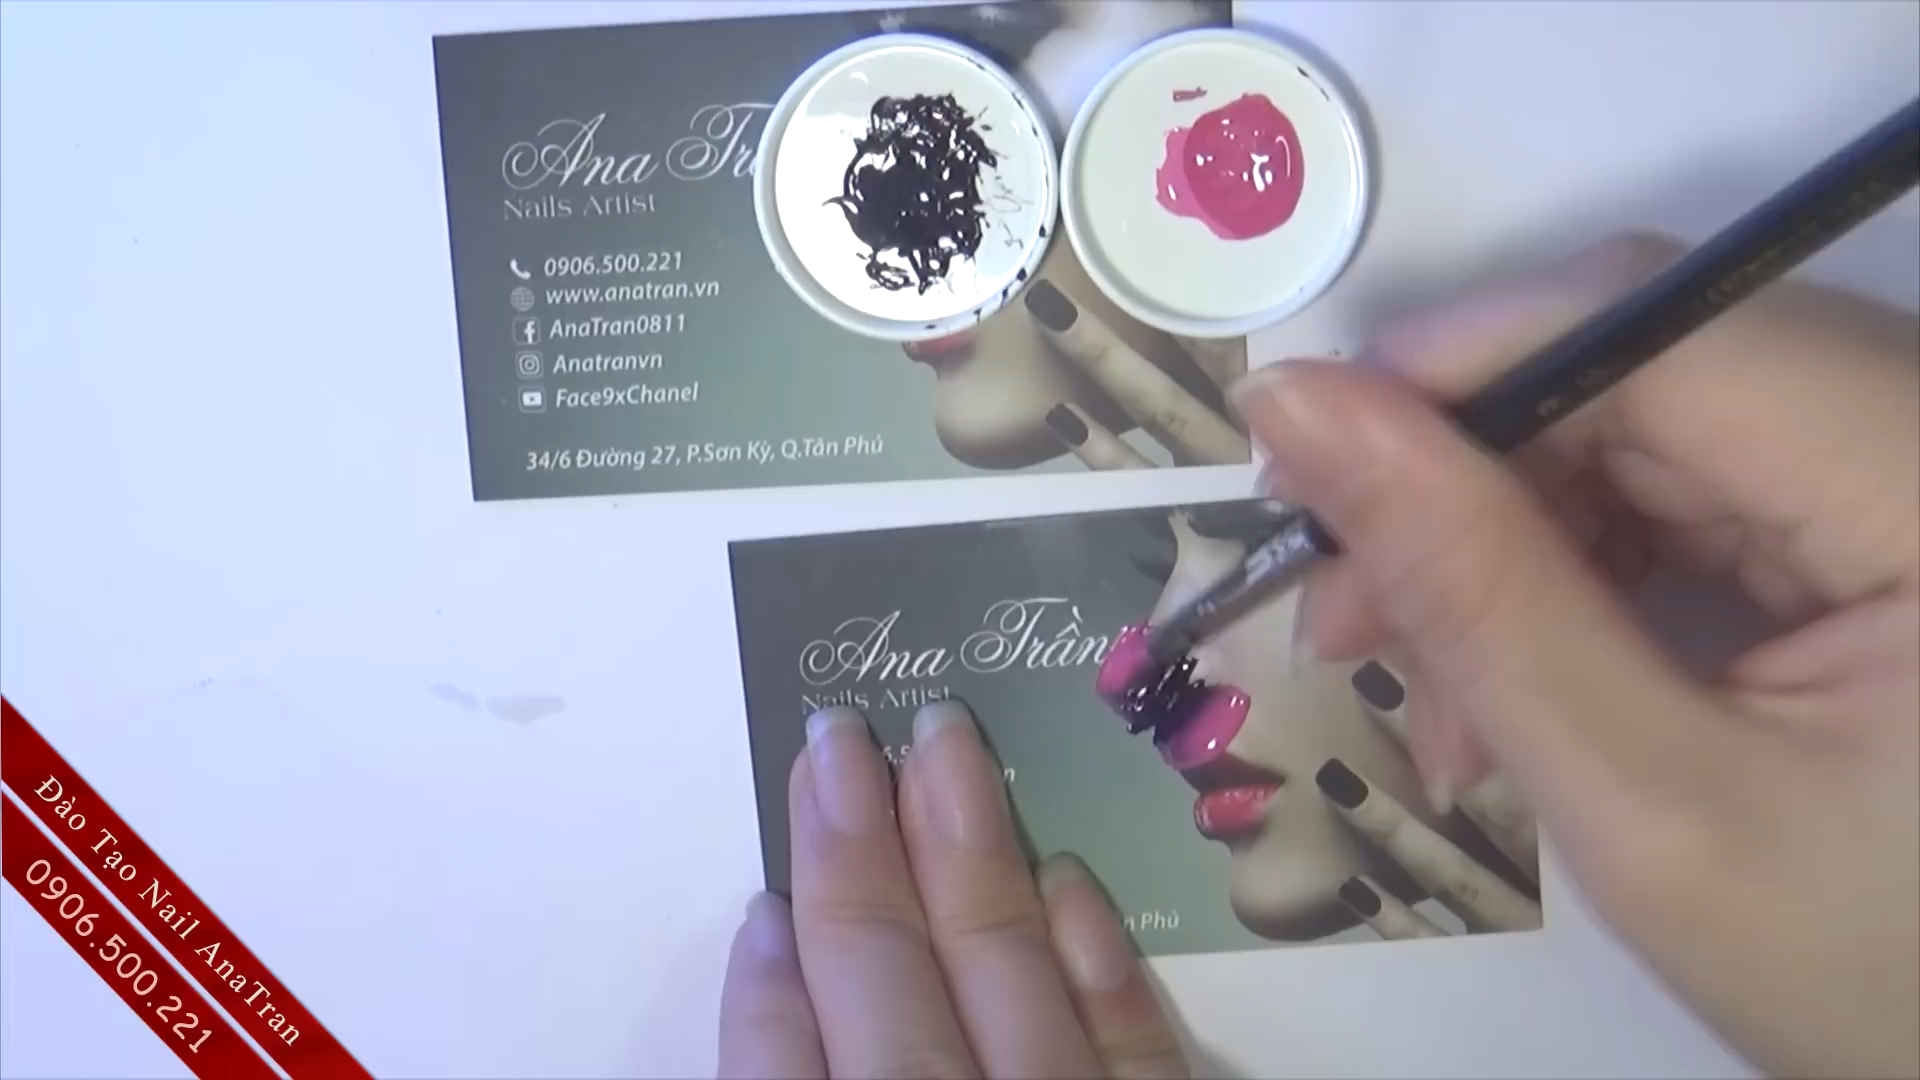 Ana
Nails Artist
0906.500.221
www.anatran.vn
AnaTran0811
Anatranvn
Face9xChanel
34/6 Đường 27, P.Sơn Kỳ, Q.Tân Phú
Ana Trần
Nails Artist
Phú
Đào Tạo Nail AnaTran
0906.500.221